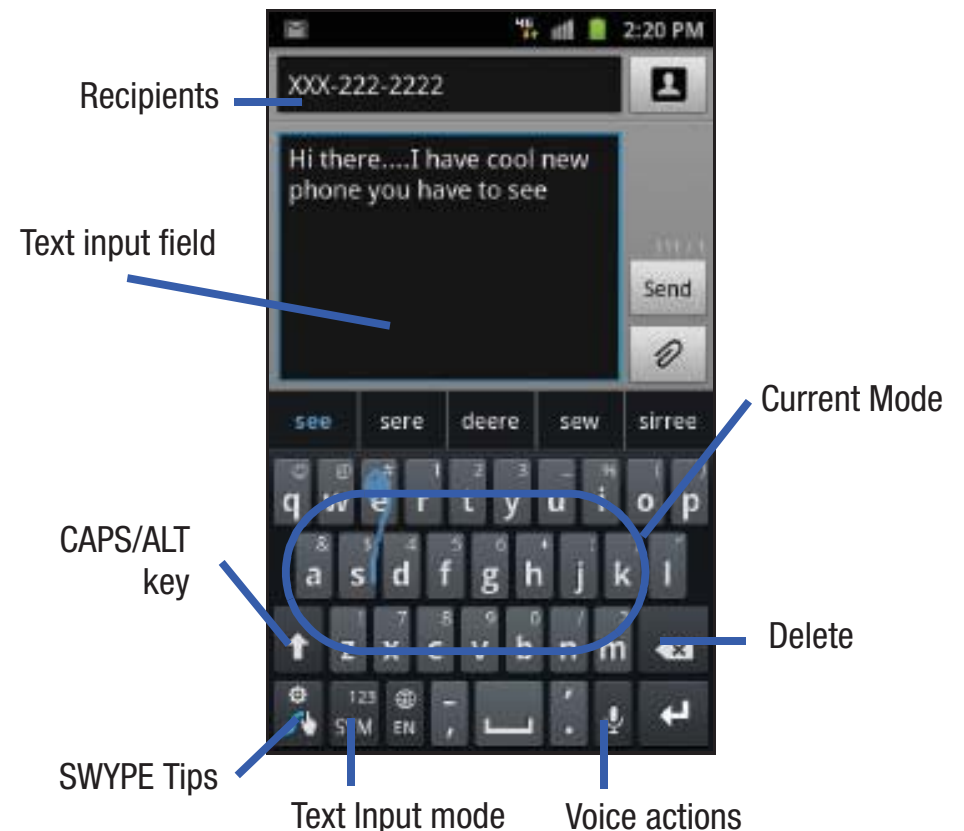 4G 2:20 PM
Recipients
XXX-222-2222
Hi there....I have cool new
phone you have to see
Text input field
Send
Current Mode
see sere deere sew sirree
q w e r t y u i o p
CAPS/ALT
key
a s d f g h j k l
z x c v b n m
Delete
123
SYM EN - , ' .
SWYPE Tips
Text Input mode
Voice actions